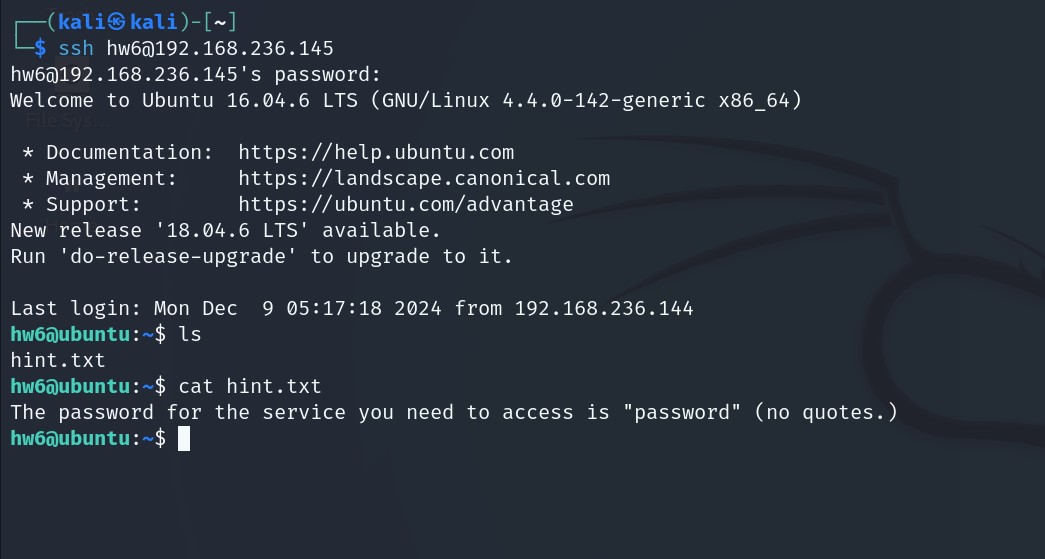 ┌──(kali㉿kali)-[~]
└─$ ssh hw6@192.168.236.145
hw6@192.168.236.145's password:
Welcome to Ubuntu 16.04.6 LTS (GNU/Linux 4.4.0-142-generic x86_64)
File Sys...
* Documentation:  https://help.ubuntu.com
* Management:     https://landscape.canonical.com
* Support:        https://ubuntu.com/advantage
New release '18.04.6 LTS' available.
Run 'do-release-upgrade' to upgrade to it.
Last login: Mon Dec  9 05:17:18 2024 from 192.168.236.144
hw6@ubuntu:~$ ls
hint.txt
hw6@ubuntu:~$ cat hint.txt
The password for the service you need to access is "password" (no quotes.)
hw6@ubuntu:~$